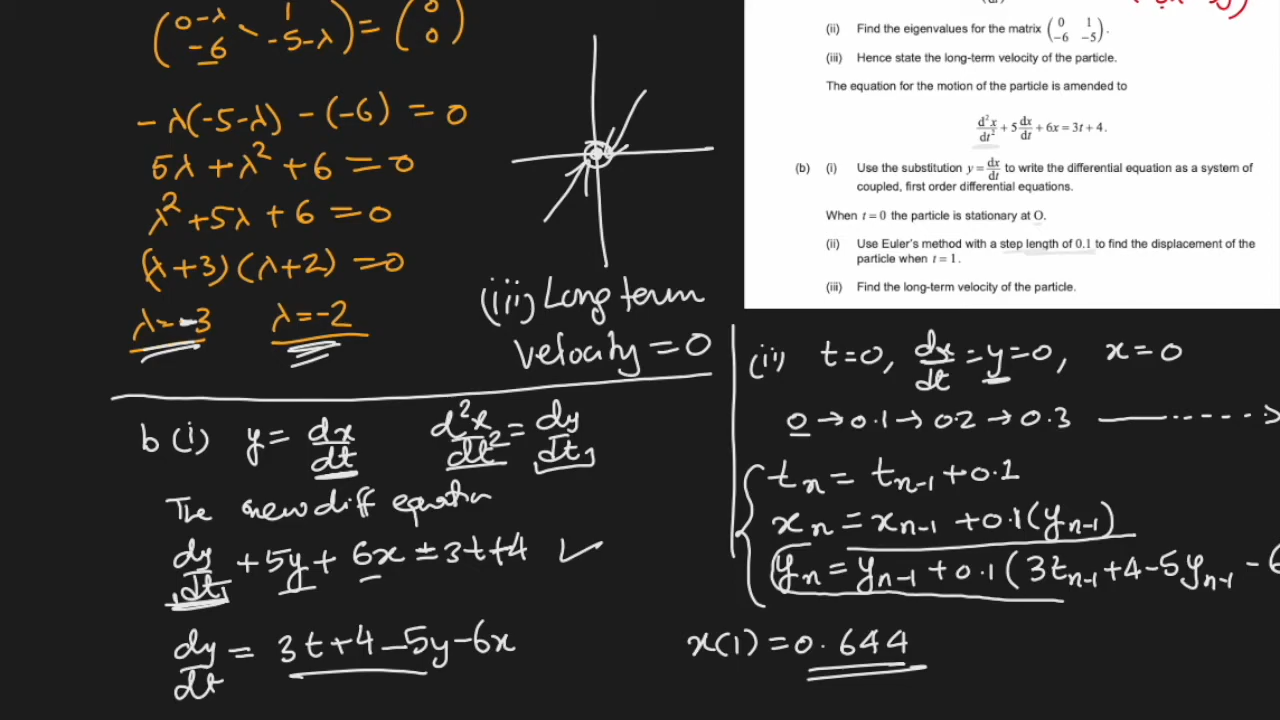 (0-λ 1
-6 -5-λ) = (0
0)
- λ(-5-λ) - (-6) = 0
5λ + λ² + 6 = 0
λ² + 5λ + 6 = 0
(λ+3)(λ+2) = 0
λ = -3 λ = -2
(iii) Long term
velocity = 0
(ii) Find the eigenvalues for the matrix (0 1
-6 -5).
(iii) Hence state the long-term velocity of the particle.
The equation for the motion of the particle is amended to
d²x/dt² + 5 dx/dt + 6x = 3t + 4.
(b) (i) Use the substitution y = dx/dt to write the differential equation as a system of
coupled, first order differential equations.
When t = 0 the particle is stationary at O.
(ii) Use Euler's method with a step length of 0.1 to find the displacement of the
particle when t = 1.
(iii) Find the long-term velocity of the particle.
b (i) y = dx/dt d²x/dt² = dy/dt
The new diff equation
dy/dt + 5y + 6x = 3t + 4
dy/dt = 3t + 4 - 5y - 6x
(ii) t=0, dx/dt = y = 0, x = 0
0 → 0.1 → 0.2 → 0.3
tn = tn-1 + 0.1
xn = xn-1 + 0.1(yn-1)
yn = yn-1 + 0.1(3tn-1 + 4 - 5yn-1 - 6
x(1) = 0.644